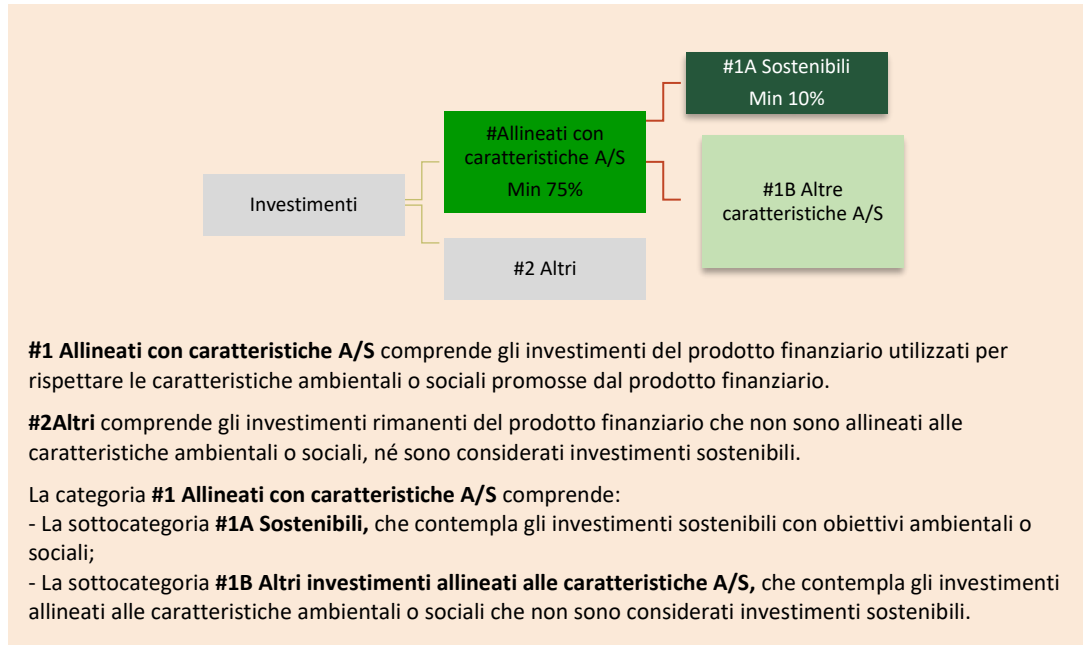 #1A Sostenibili
Min 10%
#Allineati con
caratteristiche A/S
Min 75%
#1B Altre
caratteristiche A/S
Investimenti
#2 Altri
#1 Allineati con caratteristiche A/S comprende gli investimenti del prodotto finanziario utilizzati per
rispettare le caratteristiche ambientali o sociali promosse dal prodotto finanziario.
#2Altri comprende gli investimenti rimanenti del prodotto finanziario che non sono allineati alle
caratteristiche ambientali o sociali, né sono considerati investimenti sostenibili.
La categoria #1 Allineati con caratteristiche A/S comprende:
- La sottocategoria #1A Sostenibili, che contempla gli investimenti sostenibili con obiettivi ambientali o
sociali;
- La sottocategoria #1B Altri investimenti allineati alle caratteristiche A/S, che contempla gli investimenti
allineati alle caratteristiche ambientali o sociali che non sono considerati investimenti sostenibili.